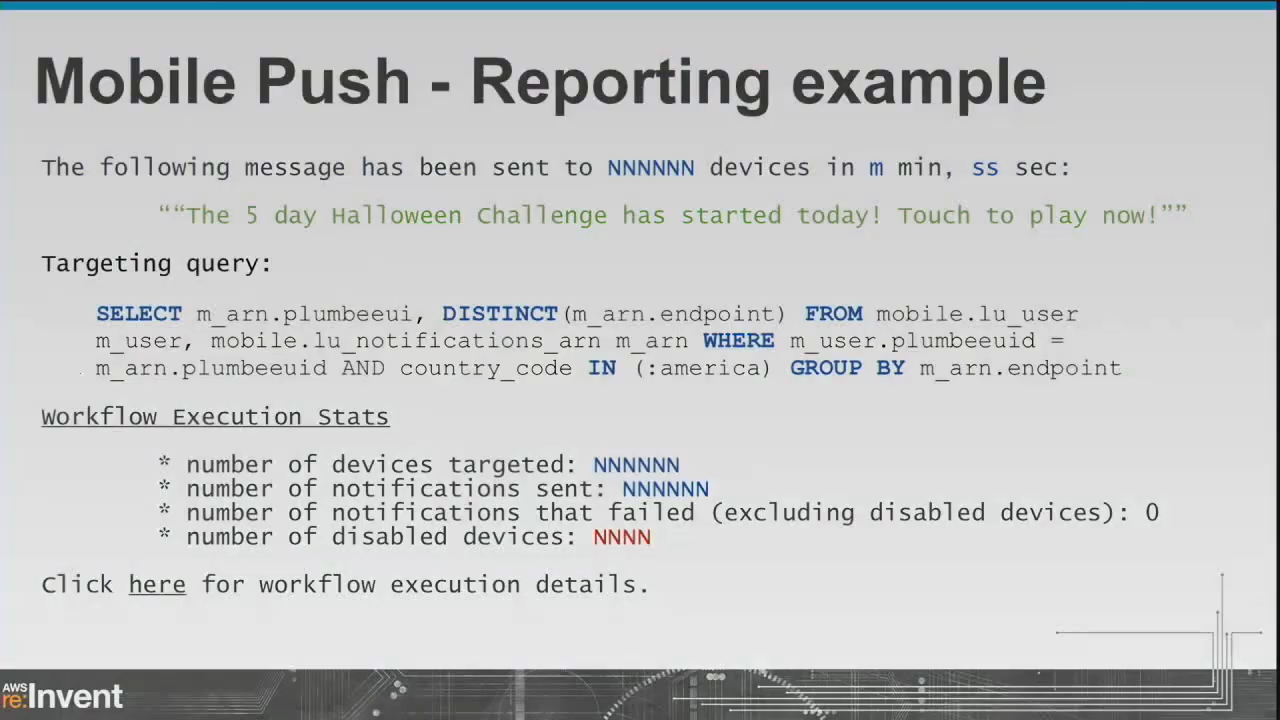 Mobile Push - Reporting example
The following message has been sent to NNNNNN devices in m min, ss sec:
““The 5 day Halloween Challenge has started today! Touch to play now!””
Targeting query:
SELECT m_arn.plumbeeui, DISTINCT(m_arn.endpoint) FROM mobile.lu_user
m_user, mobile.lu_notifications_arn m_arn WHERE m_user.plumbeeuid =
m_arn.plumbeeuid AND country_code IN (:america) GROUP BY m_arn.endpoint
Workflow Execution Stats
* number of devices targeted: NNNNNN
* number of notifications sent: NNNNNN
* number of notifications that failed (excluding disabled devices): 0
* number of disabled devices: NNNN
Click here for workflow execution details.
AWS
re:Invent